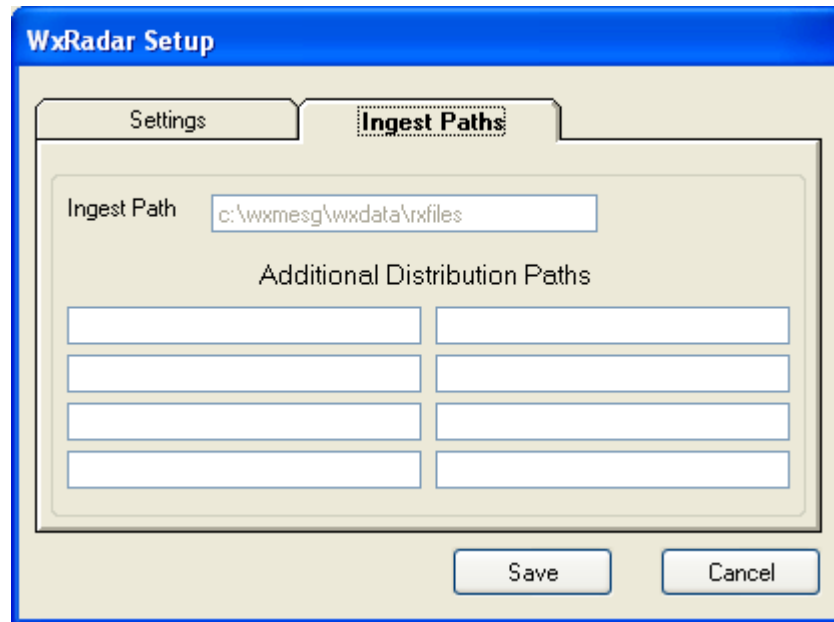 WxRadar Setup
Settings
Ingest Paths
Ingest Path
c:\wxmesg\wxdata\rxfiles
Additional Distribution Paths
Save
Cancel